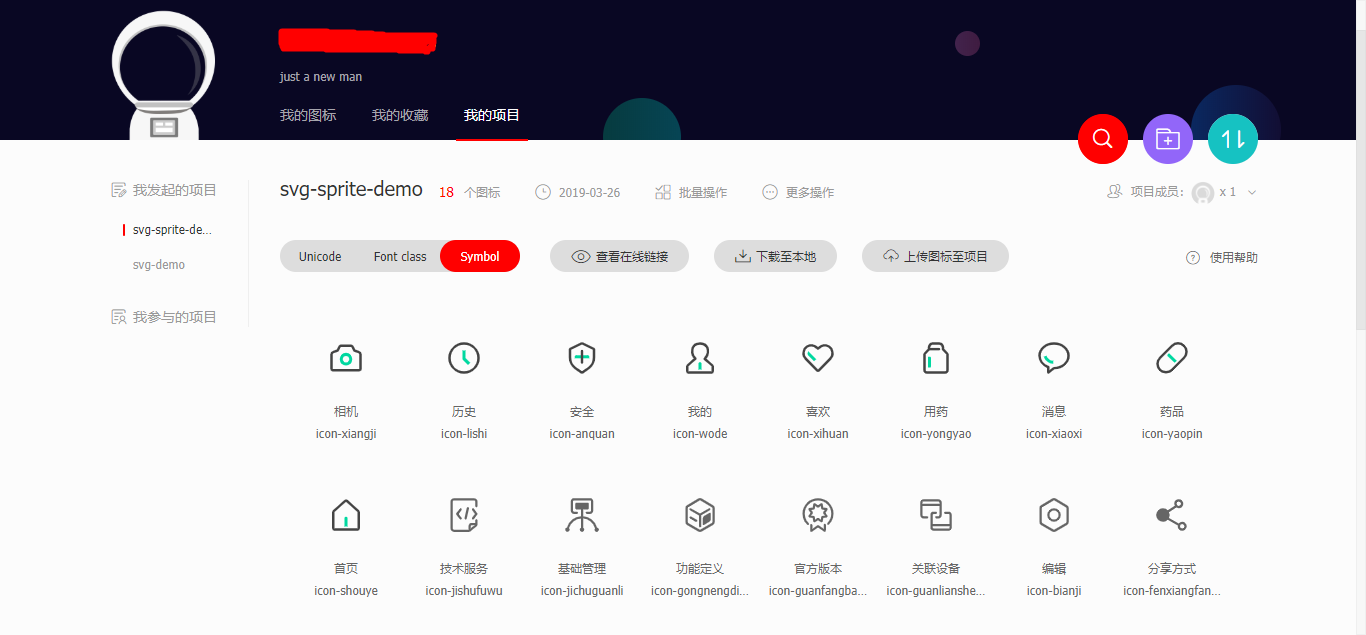 just a new man
我的图标 我的收藏 我的项目
我发起的项目
svg-sprite-de...
svg-demo
我参与的项目
svg-sprite-demo 18 个图标 2019-03-26 批量操作 更多操作 项目成员: x 1
Unicode Font class Symbol 查看在线链接 下载至本地 上传图标至项目 使用帮助
相机 历史 安全 我的 喜欢 用药 消息 药品
icon-xiangji icon-lishi icon-anquan icon-wode icon-xihuan icon-yongyao icon-xiaoxi icon-yaopin
首页 技术服务 基础管理 功能定义 官方版本 关联设备 编辑 分享方式
icon-shouye icon-jishufuwu icon-jichuguanli icon-gongnengdi... icon-guanfangba... icon-guanlianshe... icon-bianji icon-fenxiangfan...